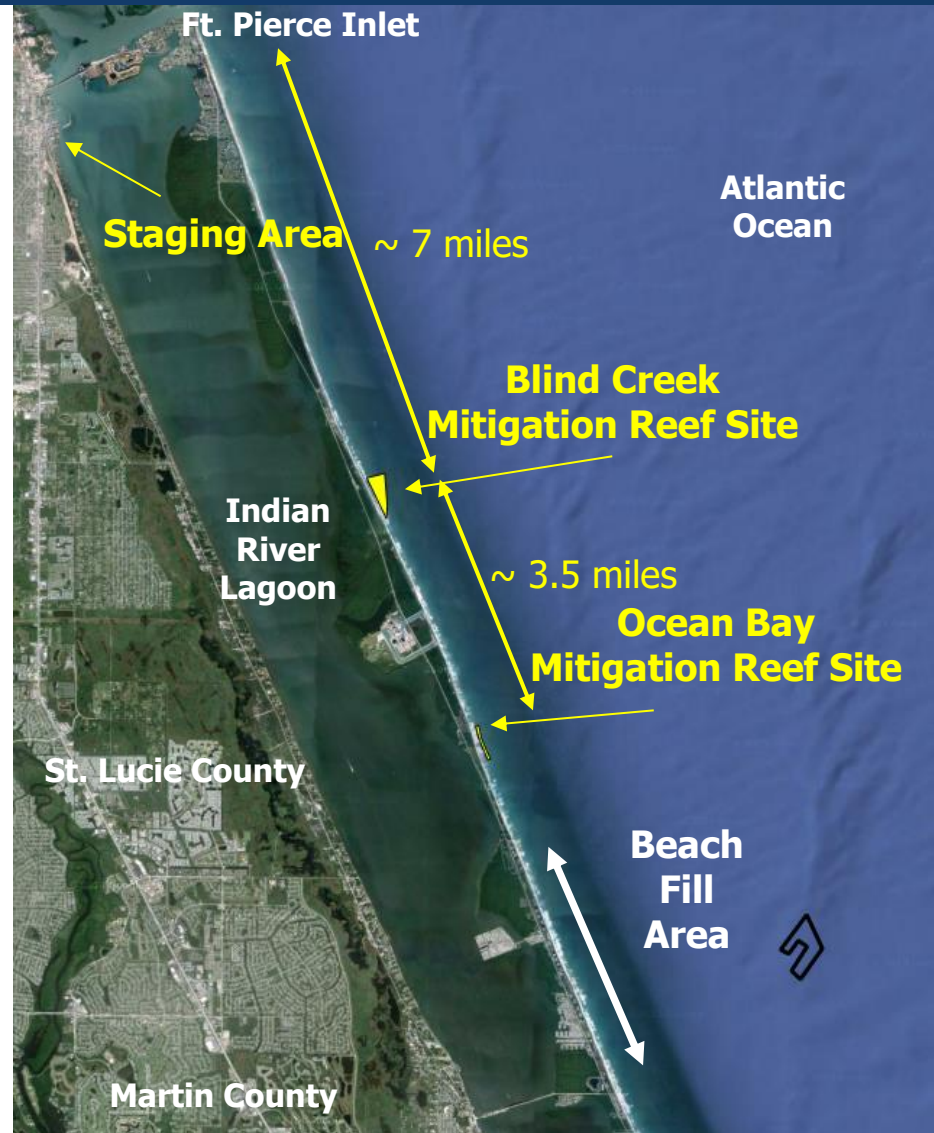 Ft. Pierce Inlet
Atlantic
Ocean
Staging Area
~ 7 miles
Blind Creek
Mitigation Reef Site
Indian
River
Lagoon
~ 3.5 miles
Ocean Bay
Mitigation Reef Site
St. Lucie County
Beach
Fill
Area
Martin County